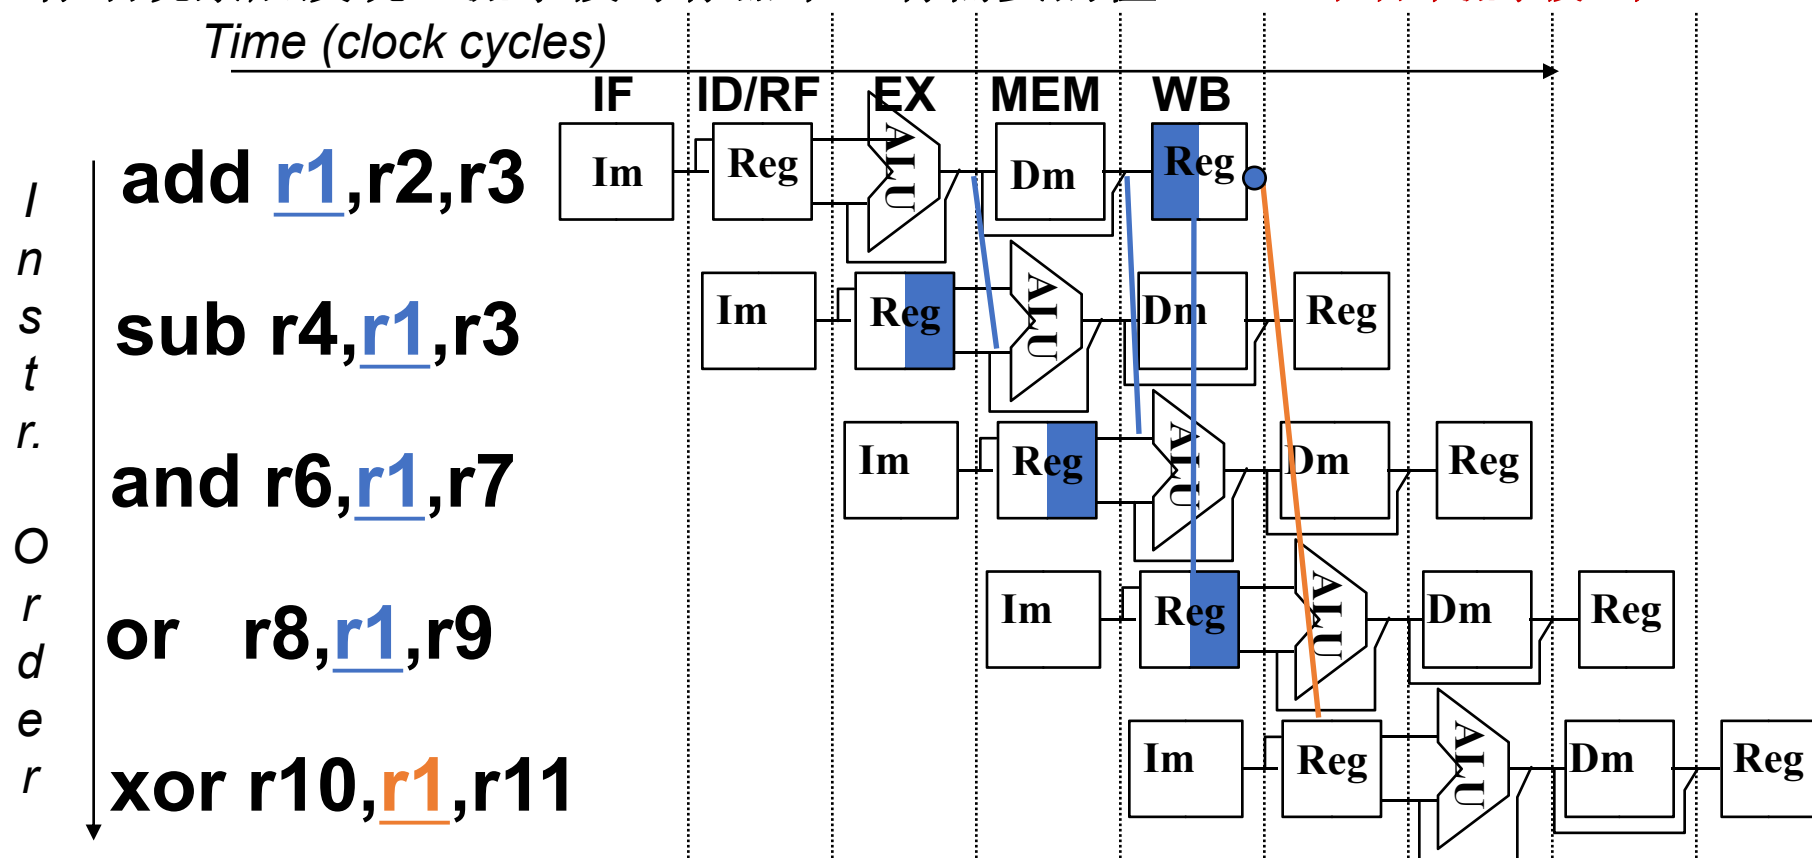 Time (clock cycles)
IF ID/RF EX MEM WB
Instr. Order
add r1,r2,r3
Im Reg ALU Dm Reg
sub r4,r1,r3
Im Reg ALU Dm Reg
and r6,r1,r7
Im Reg ALU Dm Reg
or r8,r1,r9
Im Reg ALU Dm Reg
xor r10,r1,r11
Im Reg ALU Dm Reg